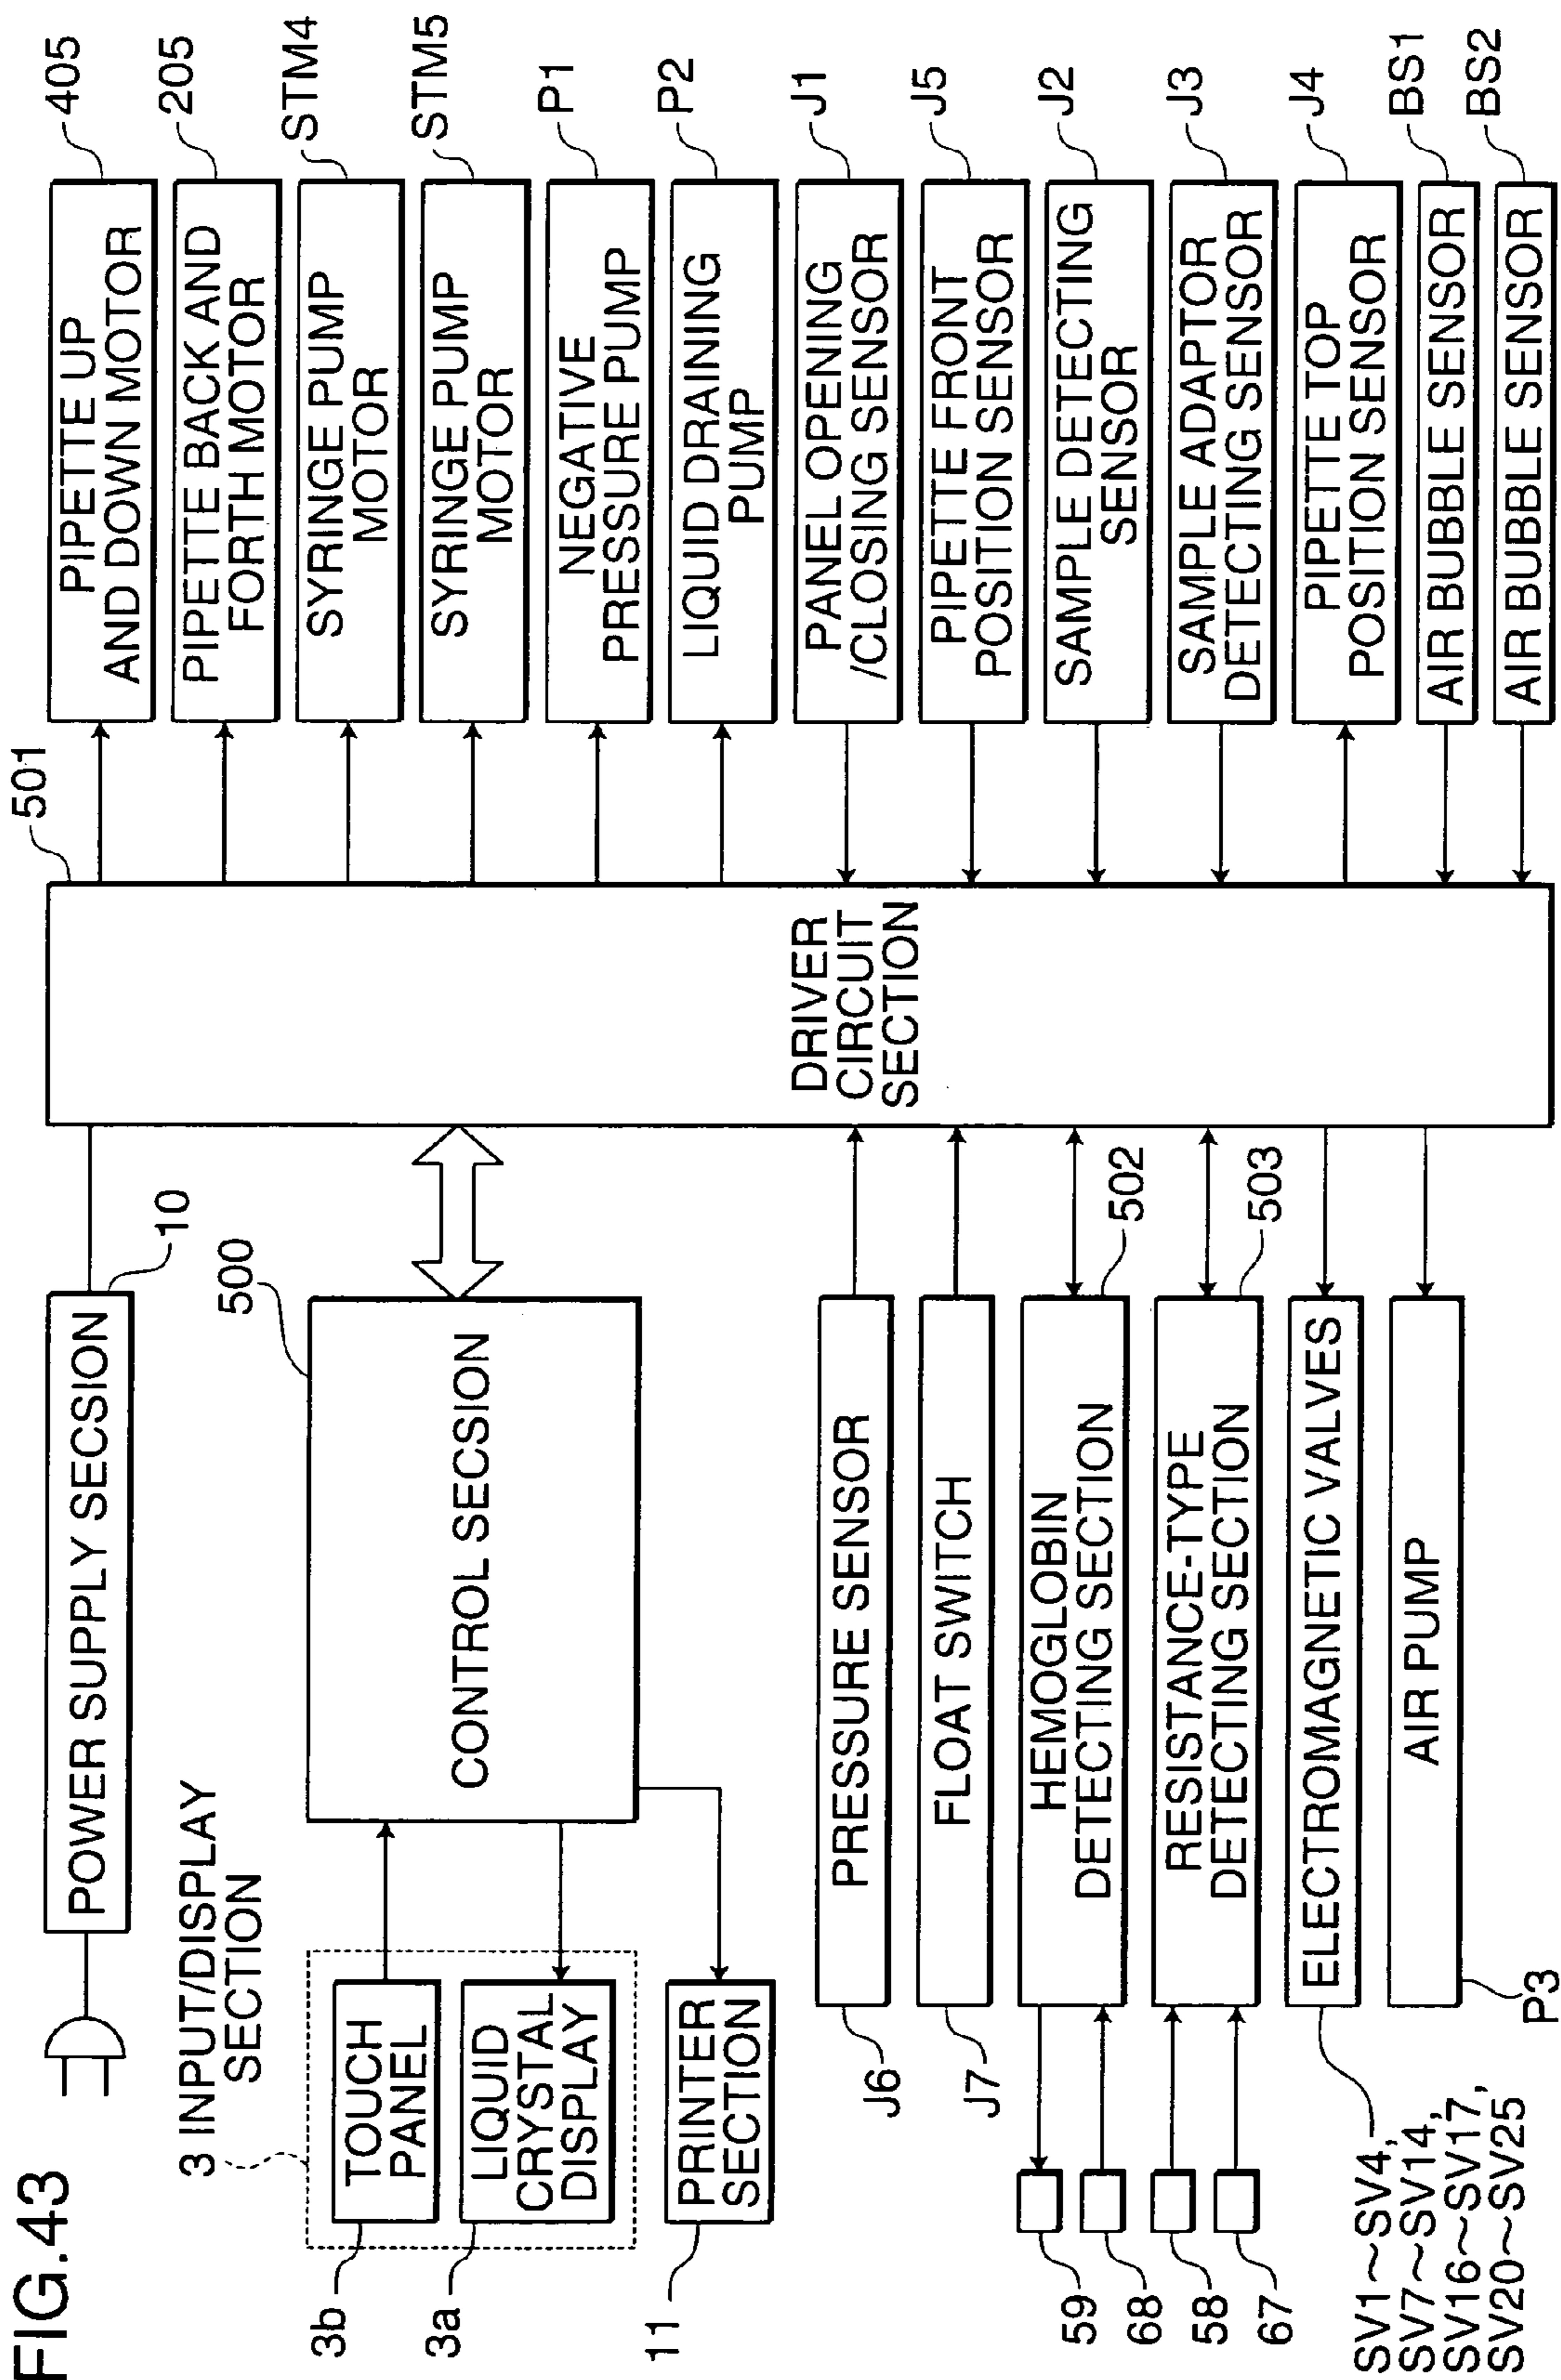 FIG.43
POWER SUPPLY SECSION
10
3 INPUT/DISPLAY
SECTION
3b
TOUCH
PANEL
3a
LIQUID
CRYSTAL
DISPLAY
11
PRINTER
SECTION
500
CONTROL SECSION
J6
PRESSURE SENSOR
J7
FLOAT SWITCH
HEMOGLOBIN
DETECTING SECTION
502
59
68
RESISTANCE-TYPE
DETECTING SECTION
503
58
67
ELECTROMAGNETIC VALVES
SV1~SV4,
SV7~SV14,
SV16~SV17,
SV20~SV25
AIR PUMP
P3
501
DRIVER
CIRCUIT
SECTION
PIPETTE UP
AND DOWN MOTOR
405
PIPETTE BACK AND
FORTH MOTOR
205
SYRINGE PUMP
MOTOR
STM4
SYRINGE PUMP
MOTOR
STM5
NEGATIVE
PRESSURE PUMP
P1
LIQUID DRAINING
PUMP
P2
PANEL OPENING
/CLOSING SENSOR
J1
PIPETTE FRONT
POSITION SENSOR
J5
SAMPLE DETECTING
SENSOR
J2
SAMPLE ADAPTOR
DETECTING SENSOR
J3
PIPETTE TOP
POSITION SENSOR
J4
AIR BUBBLE SENSOR
BS1
AIR BUBBLE SENSOR
BS2